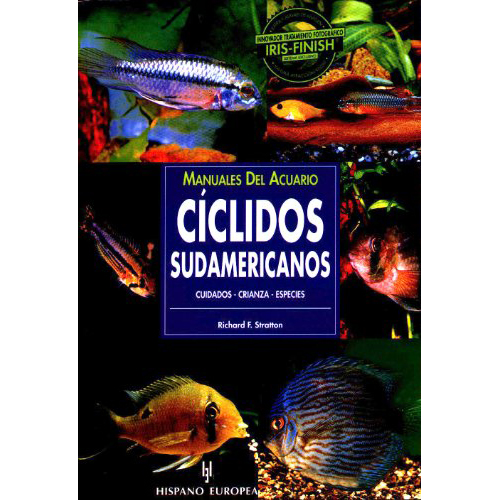 INNOVADOR TRATAMIENTO FOTOGRÁFICO
IRIS-FINISH
MANUALES DEL ACUARIO
CÍCLIDOS
SUDAMERICANOS
CUIDADOS · CRIANZA · ESPECIES
Richard F. Stratton
HISPANO EUROPEA